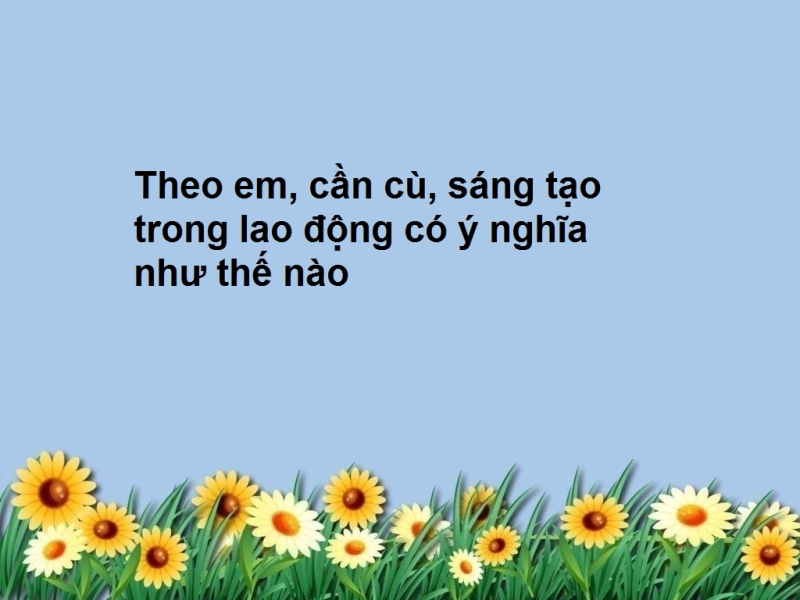 Theo em, cần cù, sáng tạo
trong lao động có ý nghĩa
như thế nào